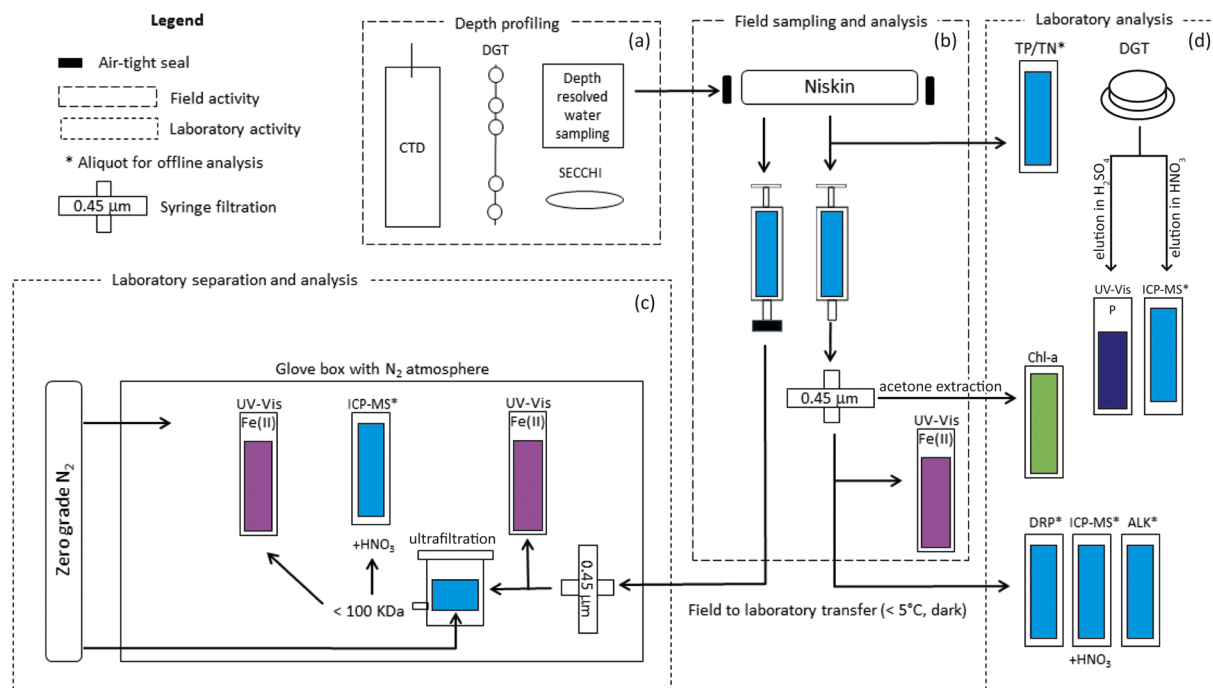 Legend
Air-tight seal
Field activity
Laboratory activity
* Aliquot for offline analysis
0.45 µm
Syringe filtration
Depth profiling
(a)
CTD
DGT
Depth
resolved
water
sampling
SECCHI
Field sampling and analysis
(b)
Niskin
0.45 µm
acetone extraction
UV-Vis
Fe(II)
Laboratory analysis
(d)
TP/TN*
DGT
elution in H₂SO₄
elution in HNO₃
UV-Vis
P
ICP-MS*
Chl-a
DRP*
ICP-MS*
ALK*
+HNO₃
Field to laboratory transfer (< 5°C, dark)
Laboratory separation and analysis
(c)
Glove box with N₂ atmosphere
Zero grade N₂
UV-Vis
Fe(II)
ICP-MS*
+HNO₃
UV-Vis
Fe(II)
ultrafiltration
< 100 KDa
0.45 µm